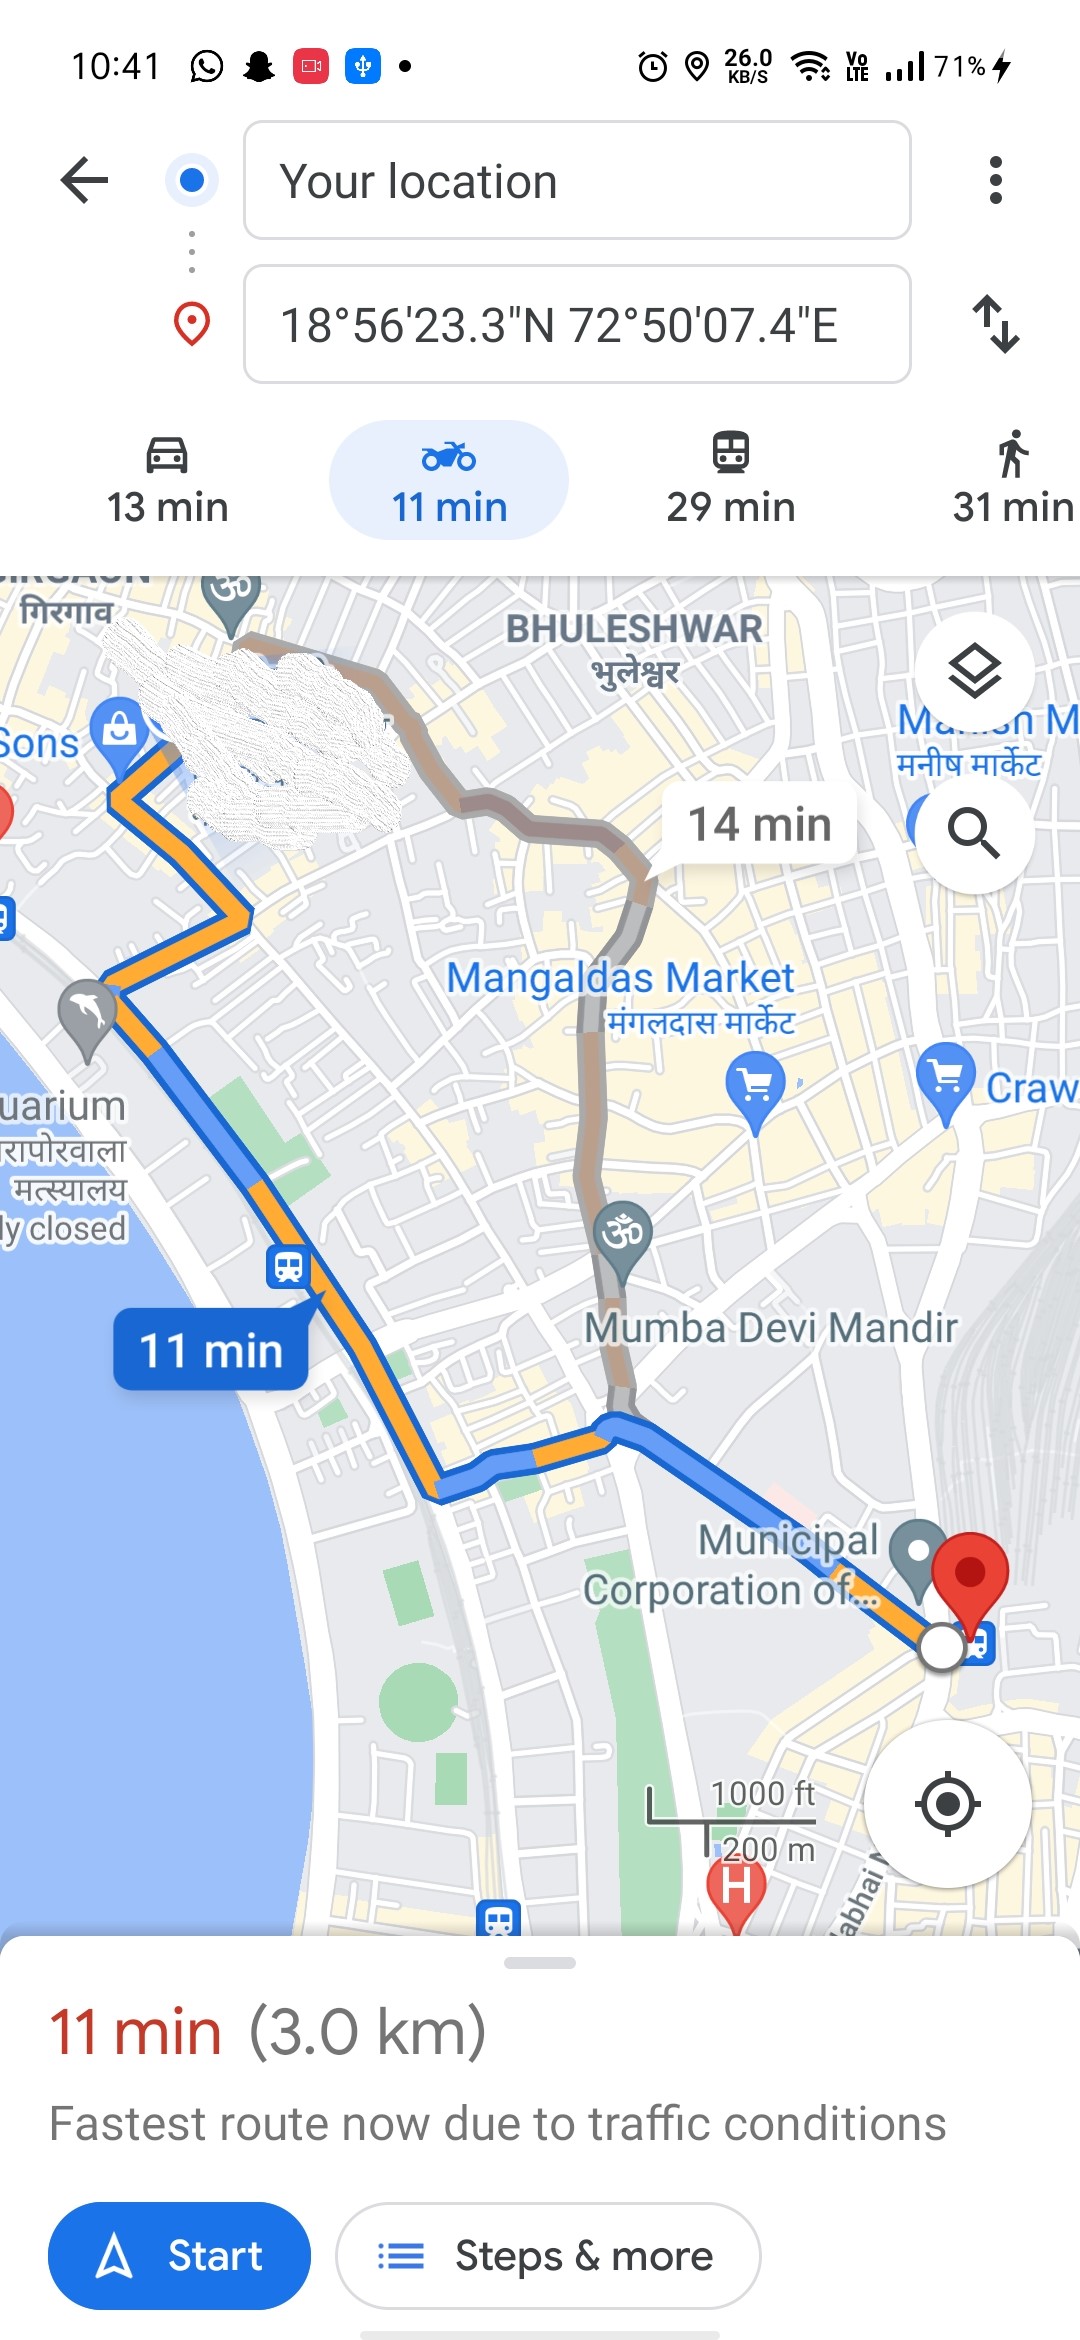 10:41
26.0
KB/S
Vo
LTE
71%
Your location
18°56'23.3"N 72°50'07.4"E
13 min
11 min
29 min
31 min
गिरगाव
BHULESHWAR
भुलेश्वर
Sons
मनीष मार्केट
14 min
Mangaldas Market
मंगलदास मार्केट
Craw
uarium
रापोरवाला
मत्स्यालय
ly closed
11 min
Mumba Devi Mandir
Municipal
Corporation of...
1000 ft
200 m
H
11 min (3.0 km)
Fastest route now due to traffic conditions
Start
Steps & more